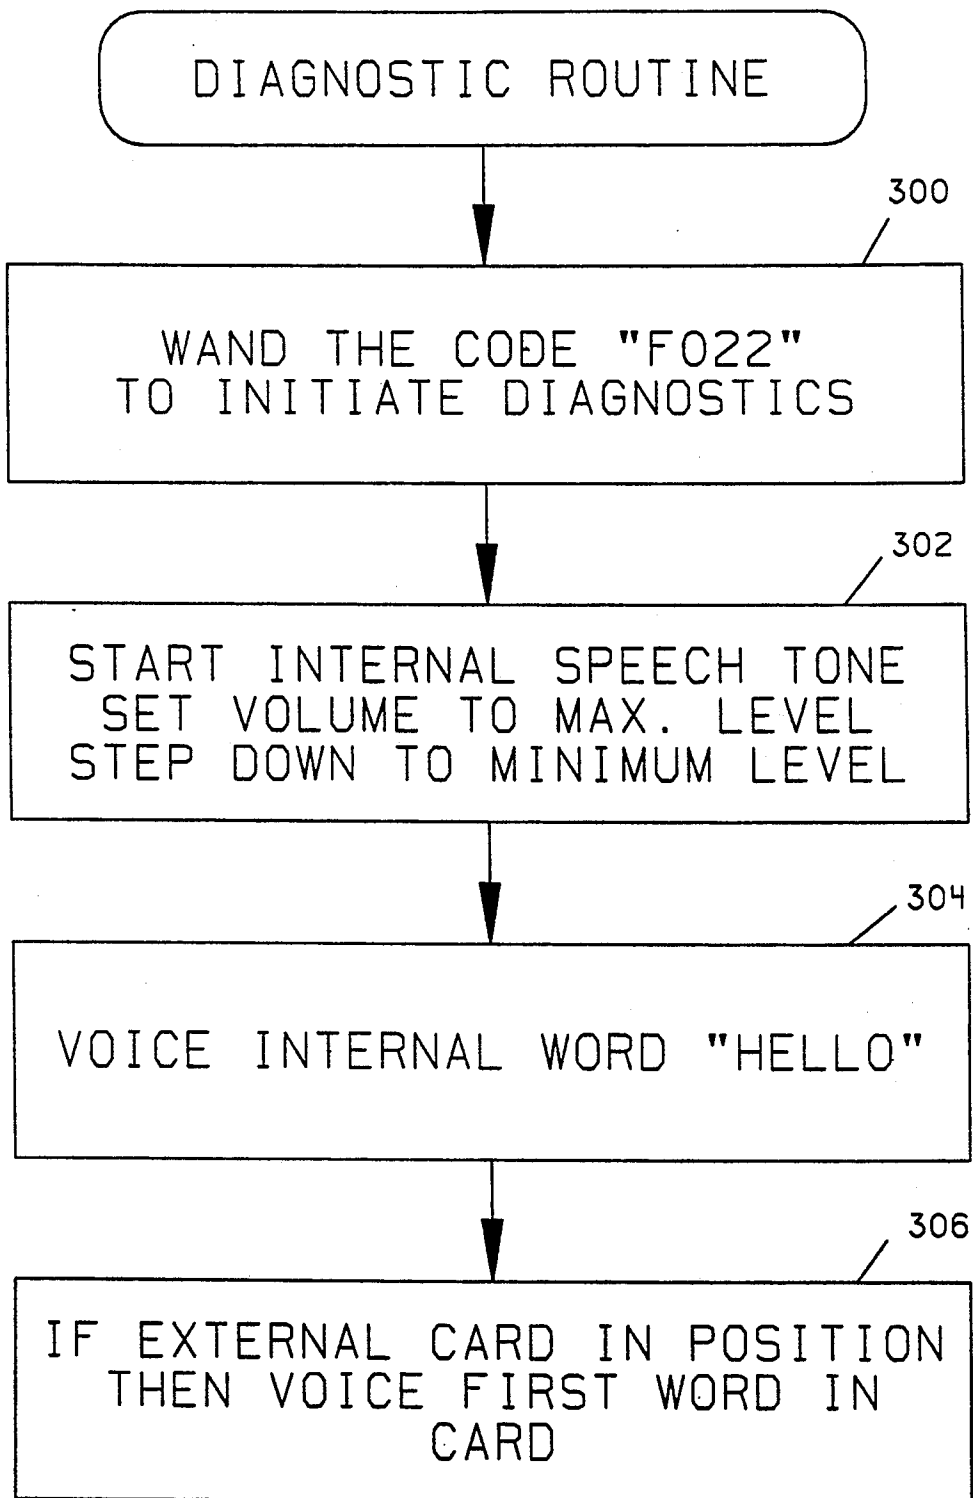 DIAGNOSTIC ROUTINE
300
WAND THE CODE "F022"
TO INITIATE DIAGNOSTICS
302
START INTERNAL SPEECH TONE
SET VOLUME TO MAX. LEVEL
STEP DOWN TO MINIMUM LEVEL
304
VOICE INTERNAL WORD "HELLO"
306
IF EXTERNAL CARD IN POSITION
THEN VOICE FIRST WORD IN
CARD